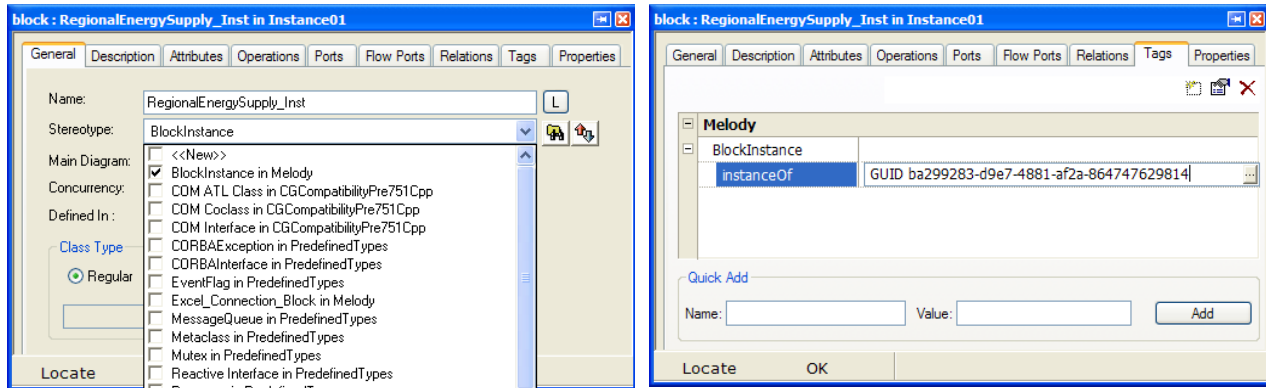 block : RegionalEnergySupply_Inst in Instance01
General Description Attributes Operations Ports Flow Ports Relations Tags Properties
Name: RegionalEnergySupply_Inst L
Stereotype: BlockInstance
Main Diagram: <<New>>
BlockInstance in Melody
Concurrency: COM ATL Class in CGCompatibilityPre751Cpp
COM Coclass in CGCompatibilityPre751Cpp
Defined In : COM Interface in CGCompatibilityPre751Cpp
Class Type CORBAException in PredefinedTypes
CORBAInterface in PredefinedTypes
Regular EventFlag in PredefinedTypes
Excel_Connection_Block in Melody
MessageQueue in PredefinedTypes
Metaclass in PredefinedTypes
Mutex in PredefinedTypes
Locate Reactive Interface in PredefinedTypes
block : RegionalEnergySupply_Inst in Instance01
General Description Attributes Operations Ports Flow Ports Relations Tags Properties
Melody
BlockInstance
instanceOf GUID ba299283-d9e7-4881-af2a-864747629814 ...
Quick Add
Name: Value: Add
Locate OK